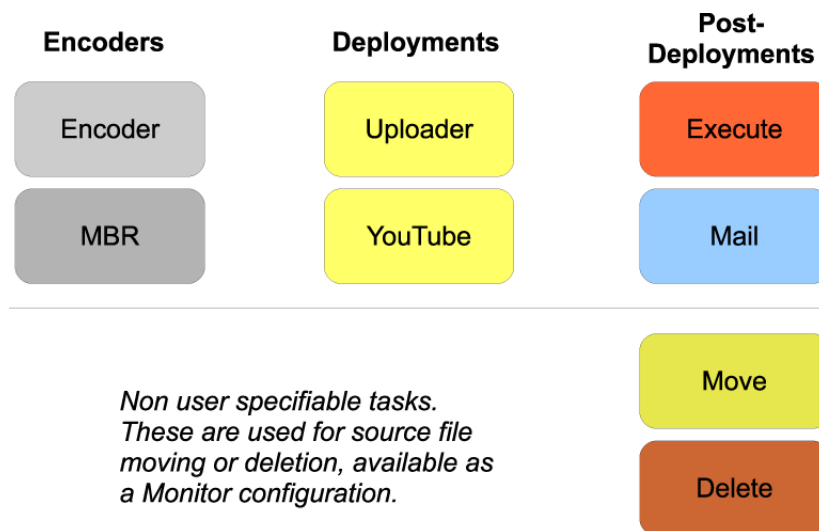 Encoders
Deployments
Post-
Deployments
Encoder
Uploader
Execute
MBR
YouTube
Mail
Move
Non user specifiable tasks.
These are used for source file
moving or deletion, available as
a Monitor configuration.
Delete